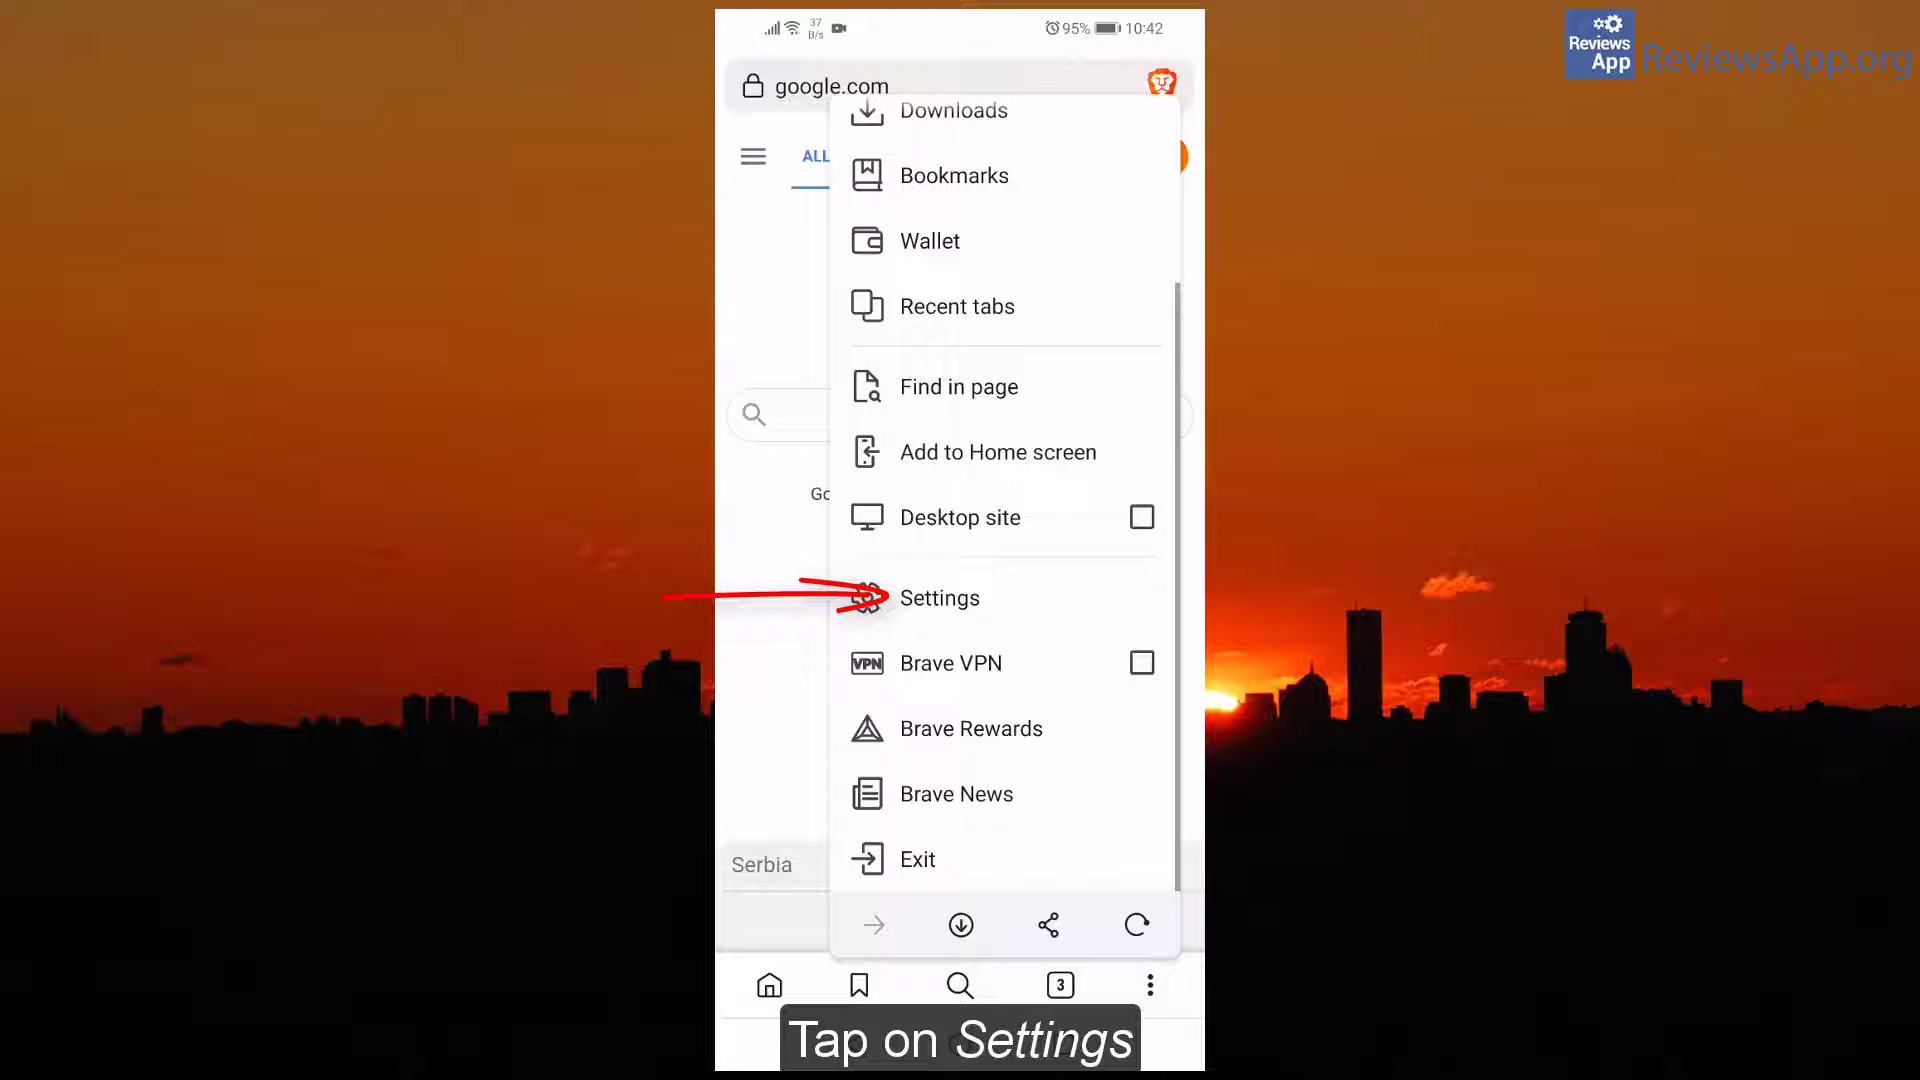 37
B/s
95%
10:42
Reviews
App
ReviewsApp.org
google.com
Downloads
ALL
Bookmarks
Wallet
Recent tabs
Find in page
Add to Home screen
Go
Desktop site
Settings
VPN
Brave VPN
Brave Rewards
Brave News
Serbia
Exit
3
Tap on Settings